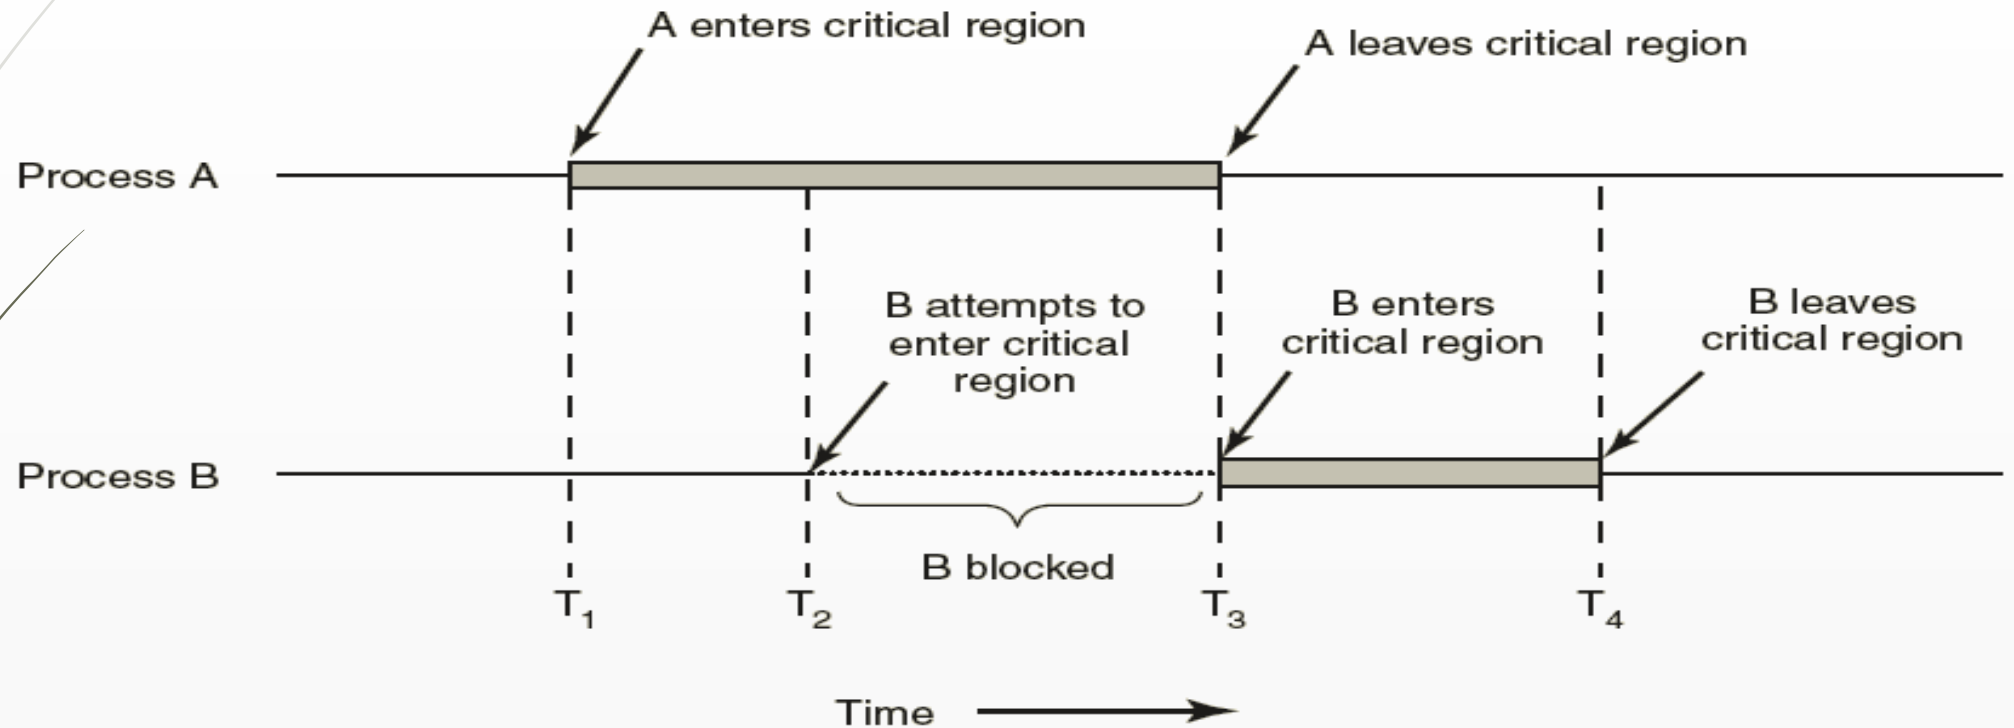 A enters critical region
A leaves critical region
Process A
B attempts to
enter critical
region
B enters
critical region
B leaves
critical region
Process B
B blocked
T1
T2
T3
T4
Time